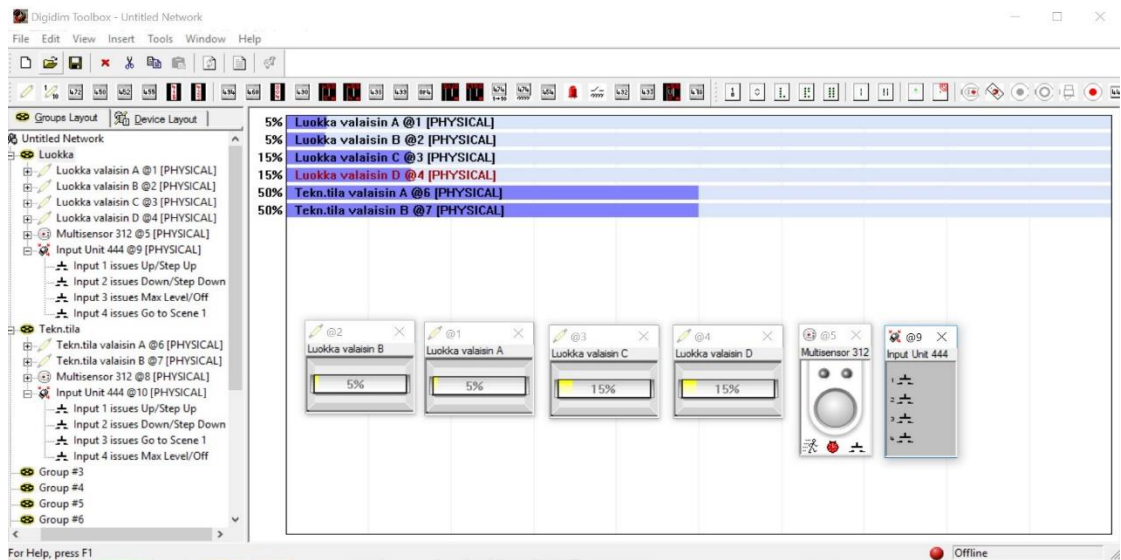 Digidim Toolbox - Untitled Network
File Edit View Insert Tools Window Help
Groups Layout Device Layout
Untitled Network
Luokka
Luokka valaisin A @1 [PHYSICAL]
Luokka valaisin B @2 [PHYSICAL]
Luokka valaisin C @3 [PHYSICAL]
Luokka valaisin D @4 [PHYSICAL]
Multisensor 312 @5 [PHYSICAL]
Input Unit 444 @9 [PHYSICAL]
Input 1 issues Up/Step Up
Input 2 issues Down/Step Down
Input 3 issues Max Level/Off
Input 4 issues Go to Scene 1
Tekn.tila
Tekn.tila valaisin A @6 [PHYSICAL]
Tekn.tila valaisin B @7 [PHYSICAL]
Multisensor 312 @8 [PHYSICAL]
Input Unit 444 @10 [PHYSICAL]
Input 1 issues Up/Step Up
Input 2 issues Down/Step Down
Input 3 issues Go to Scene 1
Input 4 issues Max Level/Off
Group #3
Group #4
Group #5
Group #6
5% Luokka valaisin A @1 [PHYSICAL]
5% Luokka valaisin B @2 [PHYSICAL]
15% Luokka valaisin C @3 [PHYSICAL]
15% Luokka valaisin D @4 [PHYSICAL]
50% Tekn.tila valaisin A @6 [PHYSICAL]
50% Tekn.tila valaisin B @7 [PHYSICAL]
@2
Luokka valaisin B
5%
@1
Luokka valaisin A
5%
@3
Luokka valaisin C
15%
@4
Luokka valaisin D
15%
@5
Multisensor 312
@9
Input Unit 444
1
2
3
4
For Help, press F1
Offline